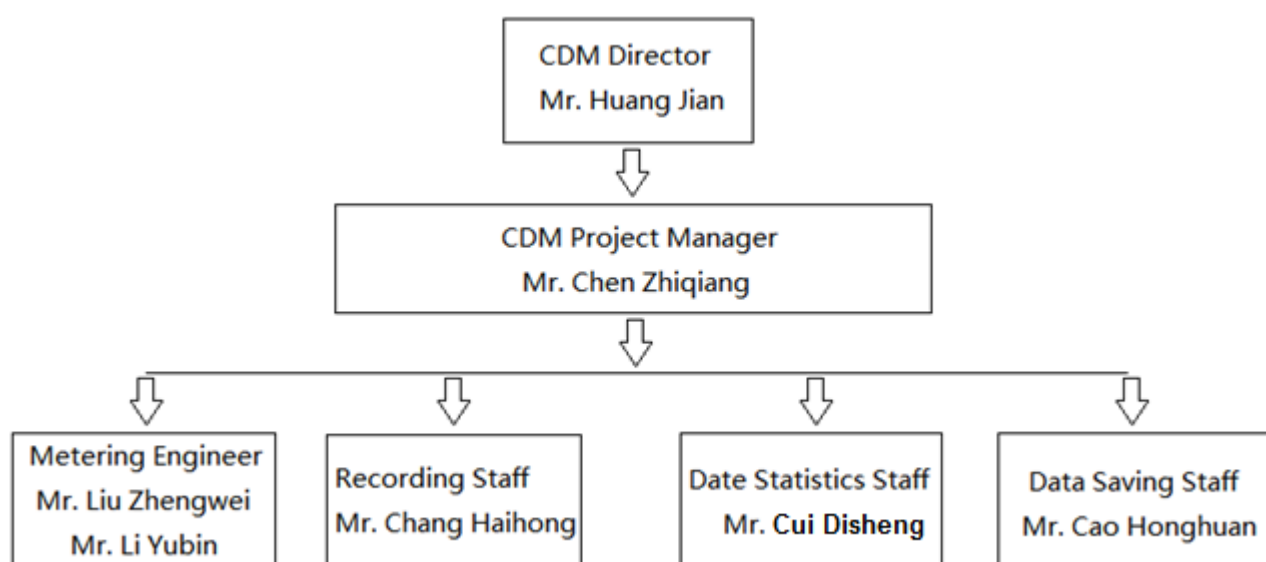 CDM Director
Mr. Huang Jian
CDM Project Manager
Mr. Chen Zhiqiang
Metering Engineer
Mr. Liu Zhengwei
Mr. Li Yubin
Recording Staff
Mr. Chang Haihong
Date Statistics Staff
Mr. Cui Disheng
Data Saving Staff
Mr. Cao Honghuan